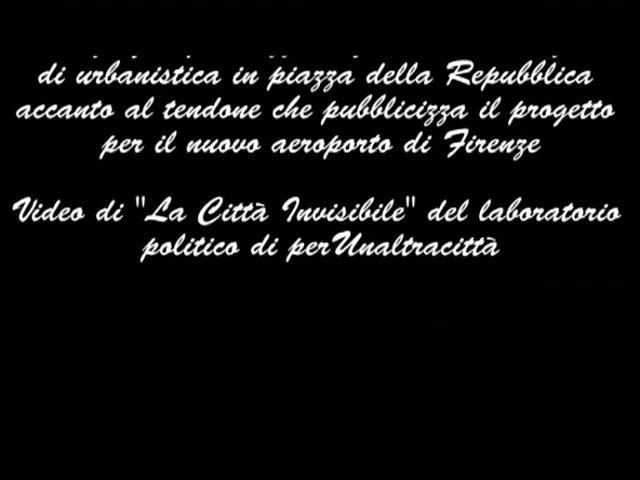 di urbanistica in piazza della Repubblica
accanto al tendone che pubblicizza il progetto
per il nuovo aeroporto di Firenze
Video di "La Città Invisibile" del laboratorio
politico di perUnaltracittà